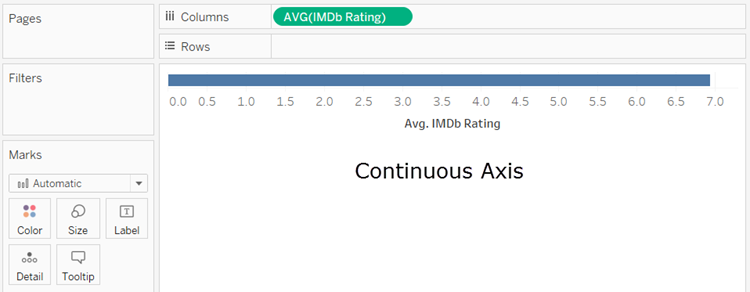 Pages
Columns
AVG(IMDb Rating)
Rows
Filters
0.0 0.5 1.0 1.5 2.0 2.5 3.0 3.5 4.0 4.5 5.0 5.5 6.0 6.5 7.0
Avg. IMDb Rating
Continuous Axis
Marks
Automatic
Color Size Label
Detail Tooltip